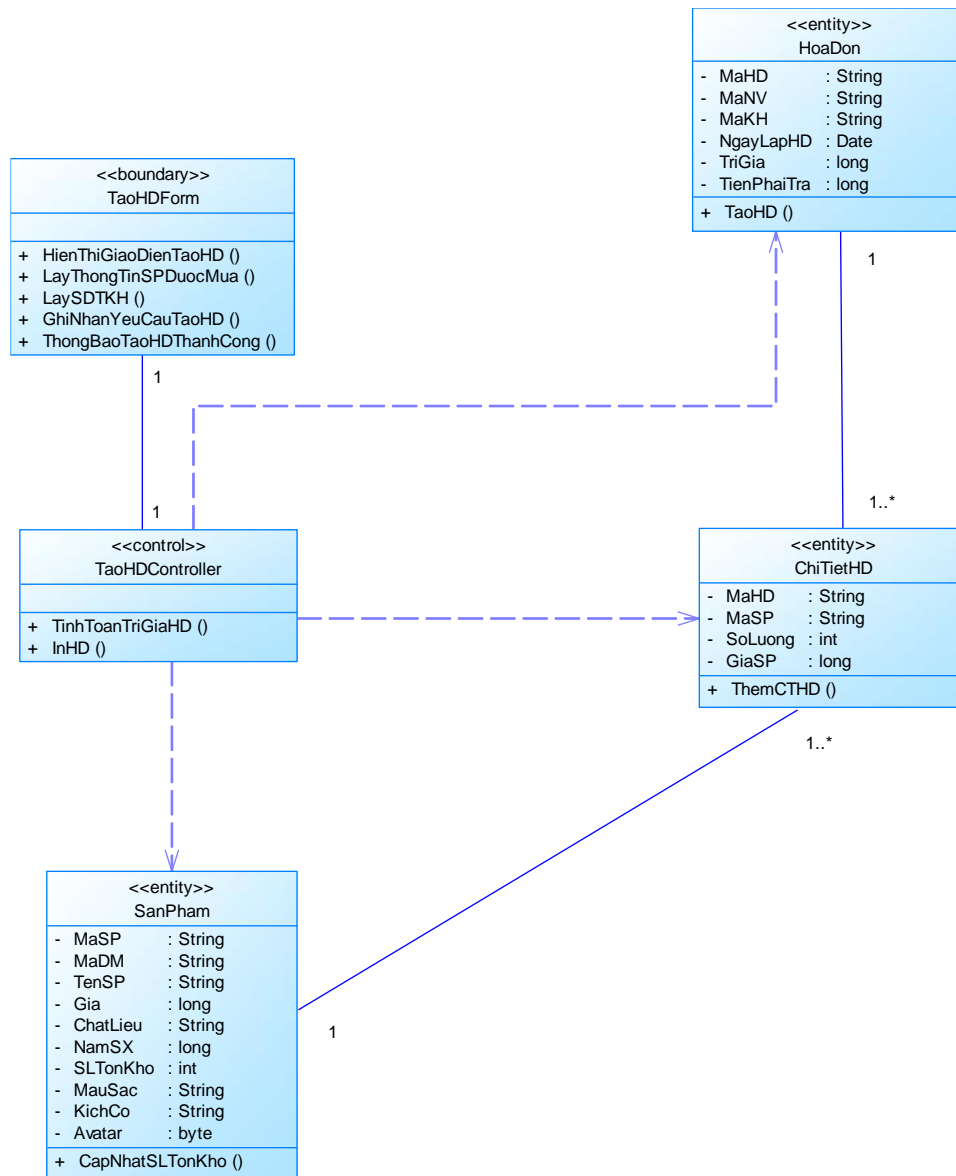 <<entity>>
HoaDon
- MaHD : String
- MaNV : String
- MaKH : String
- NgayLapHD : Date
- TriGia : long
- TienPhaiTra : long
+ TaoHD ()
<<boundary>>
TaoHDForm
+ HienThiGiaoDienTaoHD ()
+ LayThongTinSPDuocMua ()
+ LaySDTKH ()
+ GhiNhanYeuCauTaoHD ()
+ ThongBaoTaoHDThanhCong ()
1
1
1
1..*
<<control>>
TaoHDController
+ TinhToanTriGiaHD ()
+ InHD ()
<<entity>>
ChiTietHD
- MaHD : String
- MaSP : String
- SoLuong : int
- GiaSP : long
+ ThemCTHD ()
1..*
<<entity>>
SanPham
- MaSP : String
- MaDM : String
- TenSP : String
- Gia : long
- ChatLieu : String
- NamSX : long
- SLTonKho : int
- MauSac : String
- KichCo : String
- Avatar : byte
+ CapNhatSLTonKho ()
1